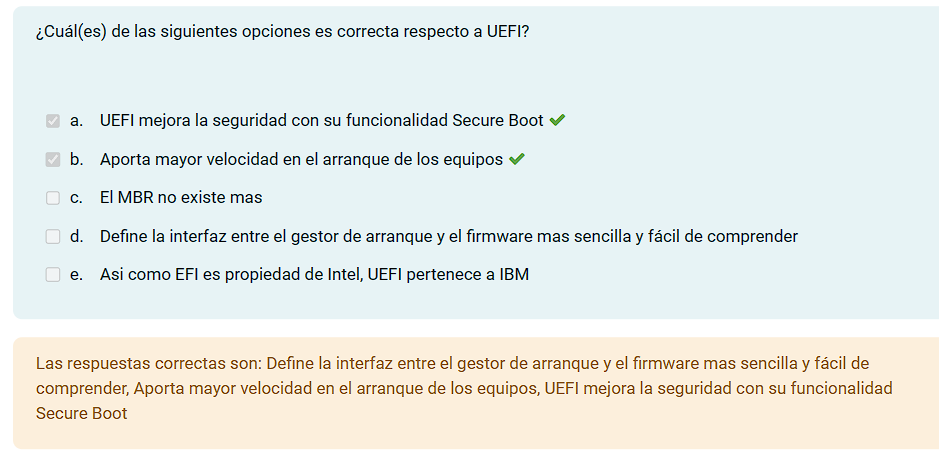 ¿Cuál(es) de las siguientes opciones es correcta respecto a UEFI?
a. UEFI mejora la seguridad con su funcionalidad Secure Boot
b. Aporta mayor velocidad en el arranque de los equipos
c. El MBR no existe mas
d. Define la interfaz entre el gestor de arranque y el firmware mas sencilla y fácil de comprender
e. Asi como EFI es propiedad de Intel, UEFI pertenece a IBM
Las respuestas correctas son: Define la interfaz entre el gestor de arranque y el firmware mas sencilla y fácil de
comprender, Aporta mayor velocidad en el arranque de los equipos, UEFI mejora la seguridad con su funcionalidad
Secure Boot